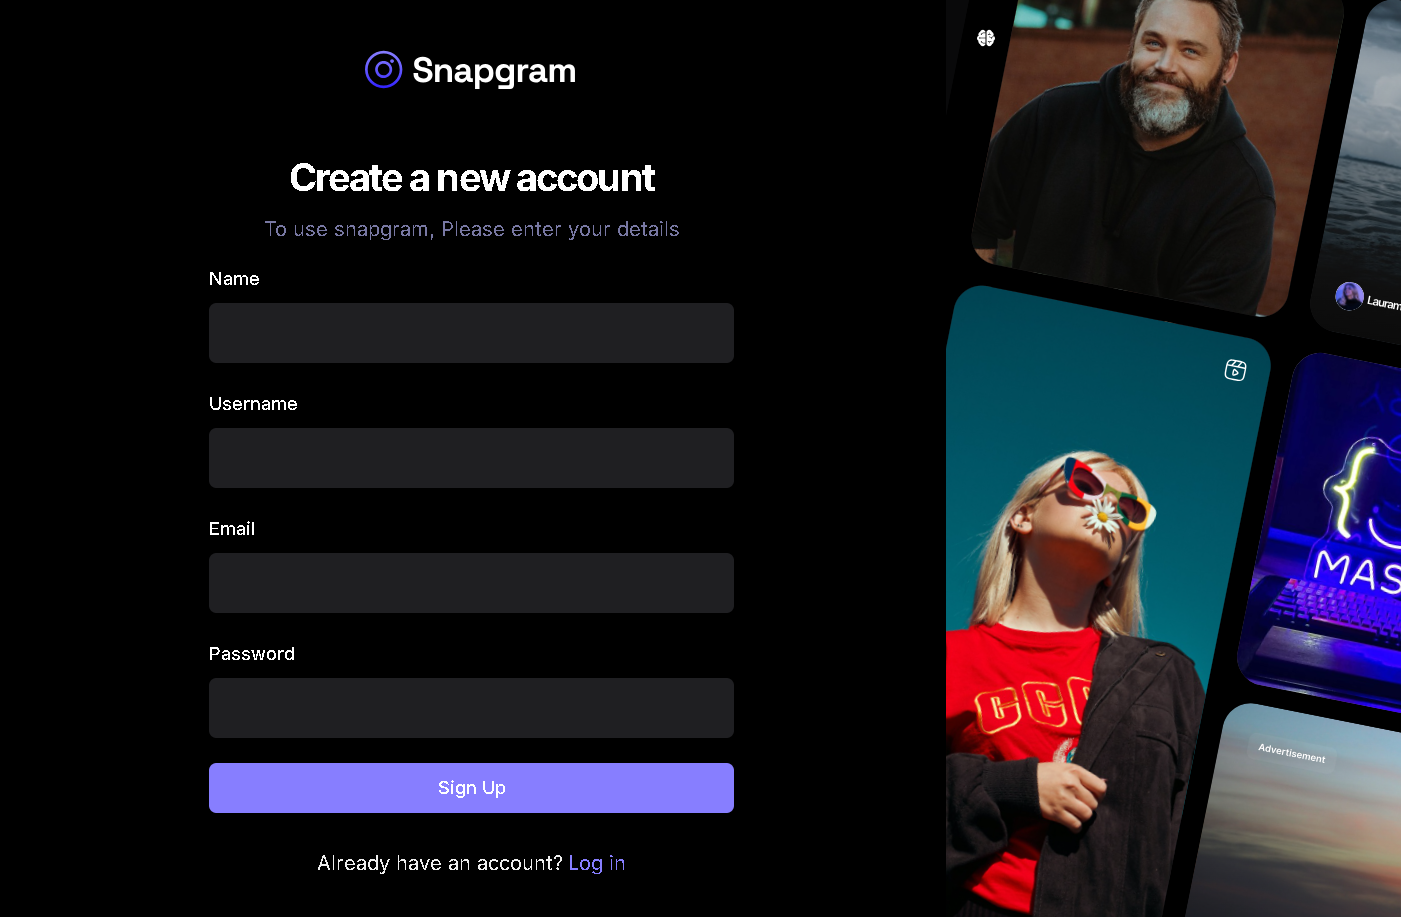 Snapgram
Create a new account
To use snapgram, Please enter your details
Name
Username
Email
Password
Sign Up
Already have an account? Log in
MAS
Advertisement